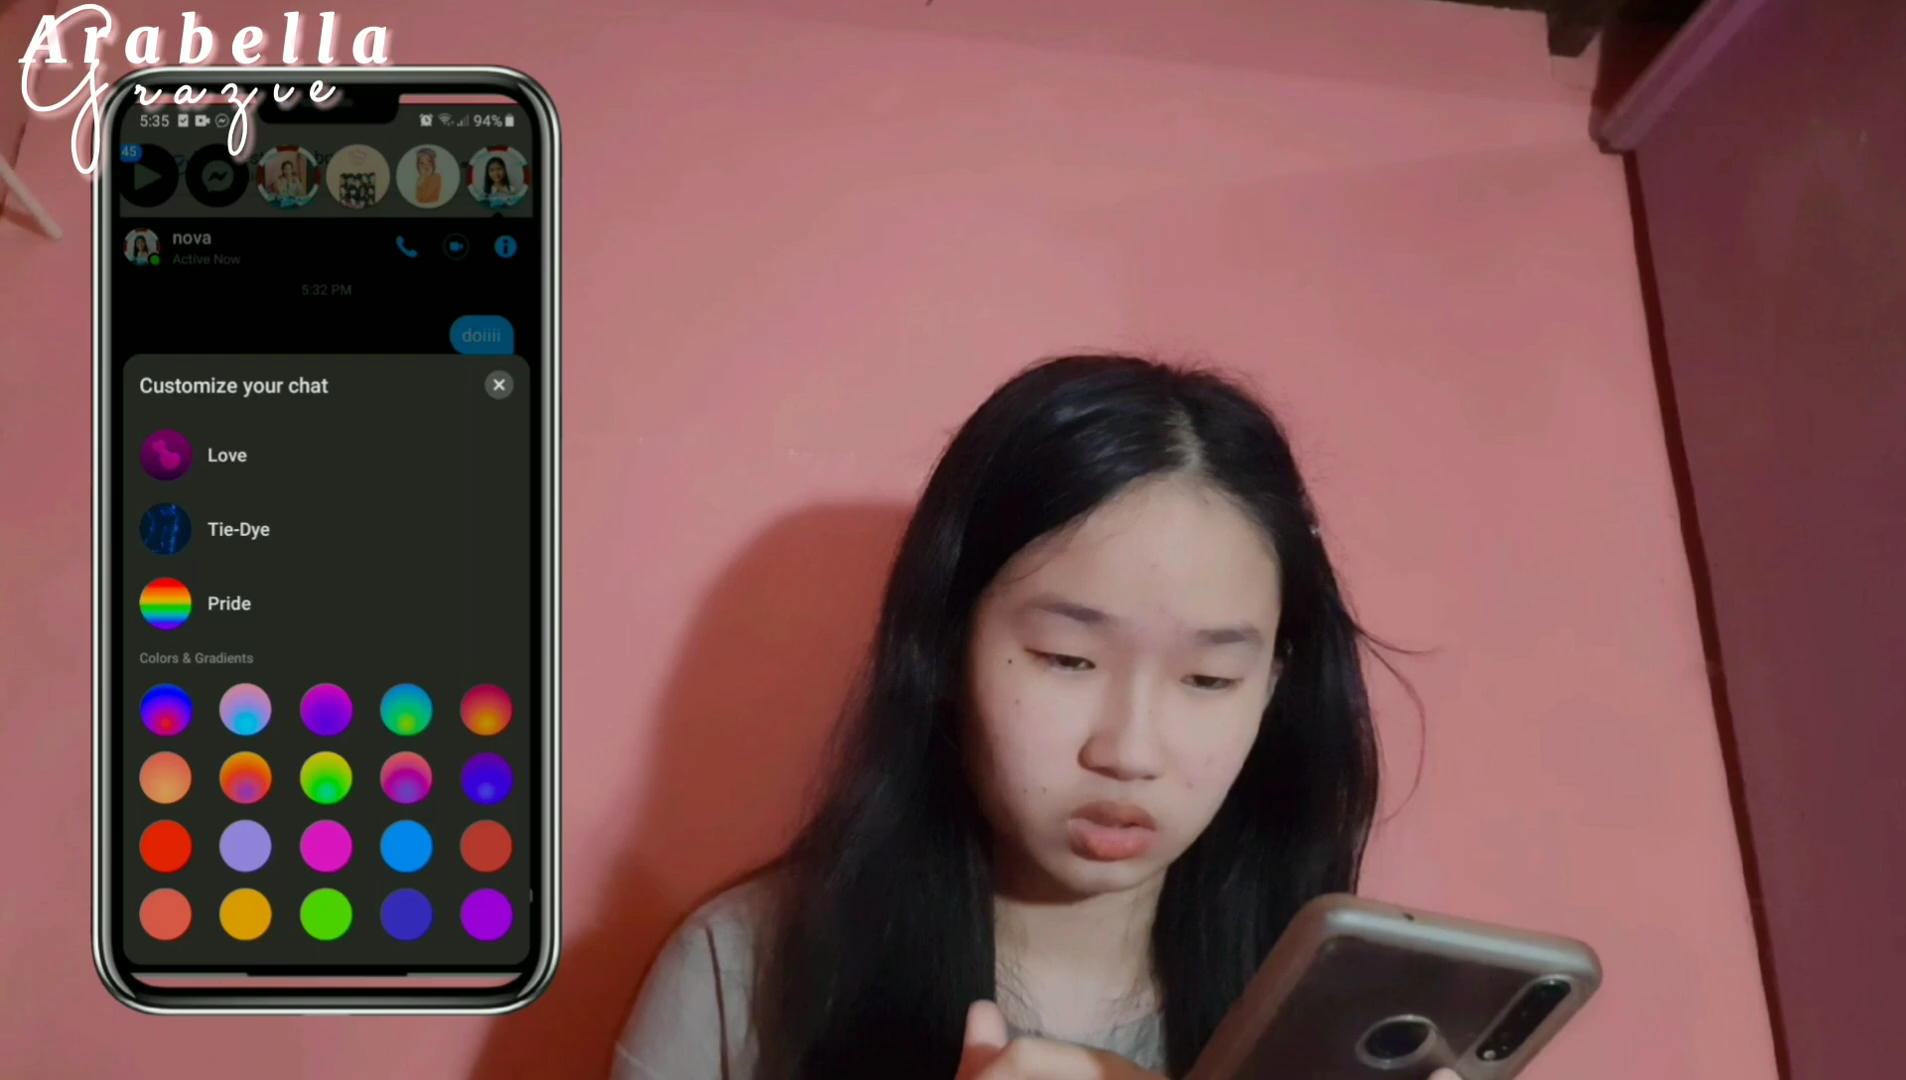 Arabella
Grazie
5:35
94%
45
nova
Active Now
5:32 PM
doiiii
Customize your chat
Love
Tie-Dye
Pride
Colors & Gradients